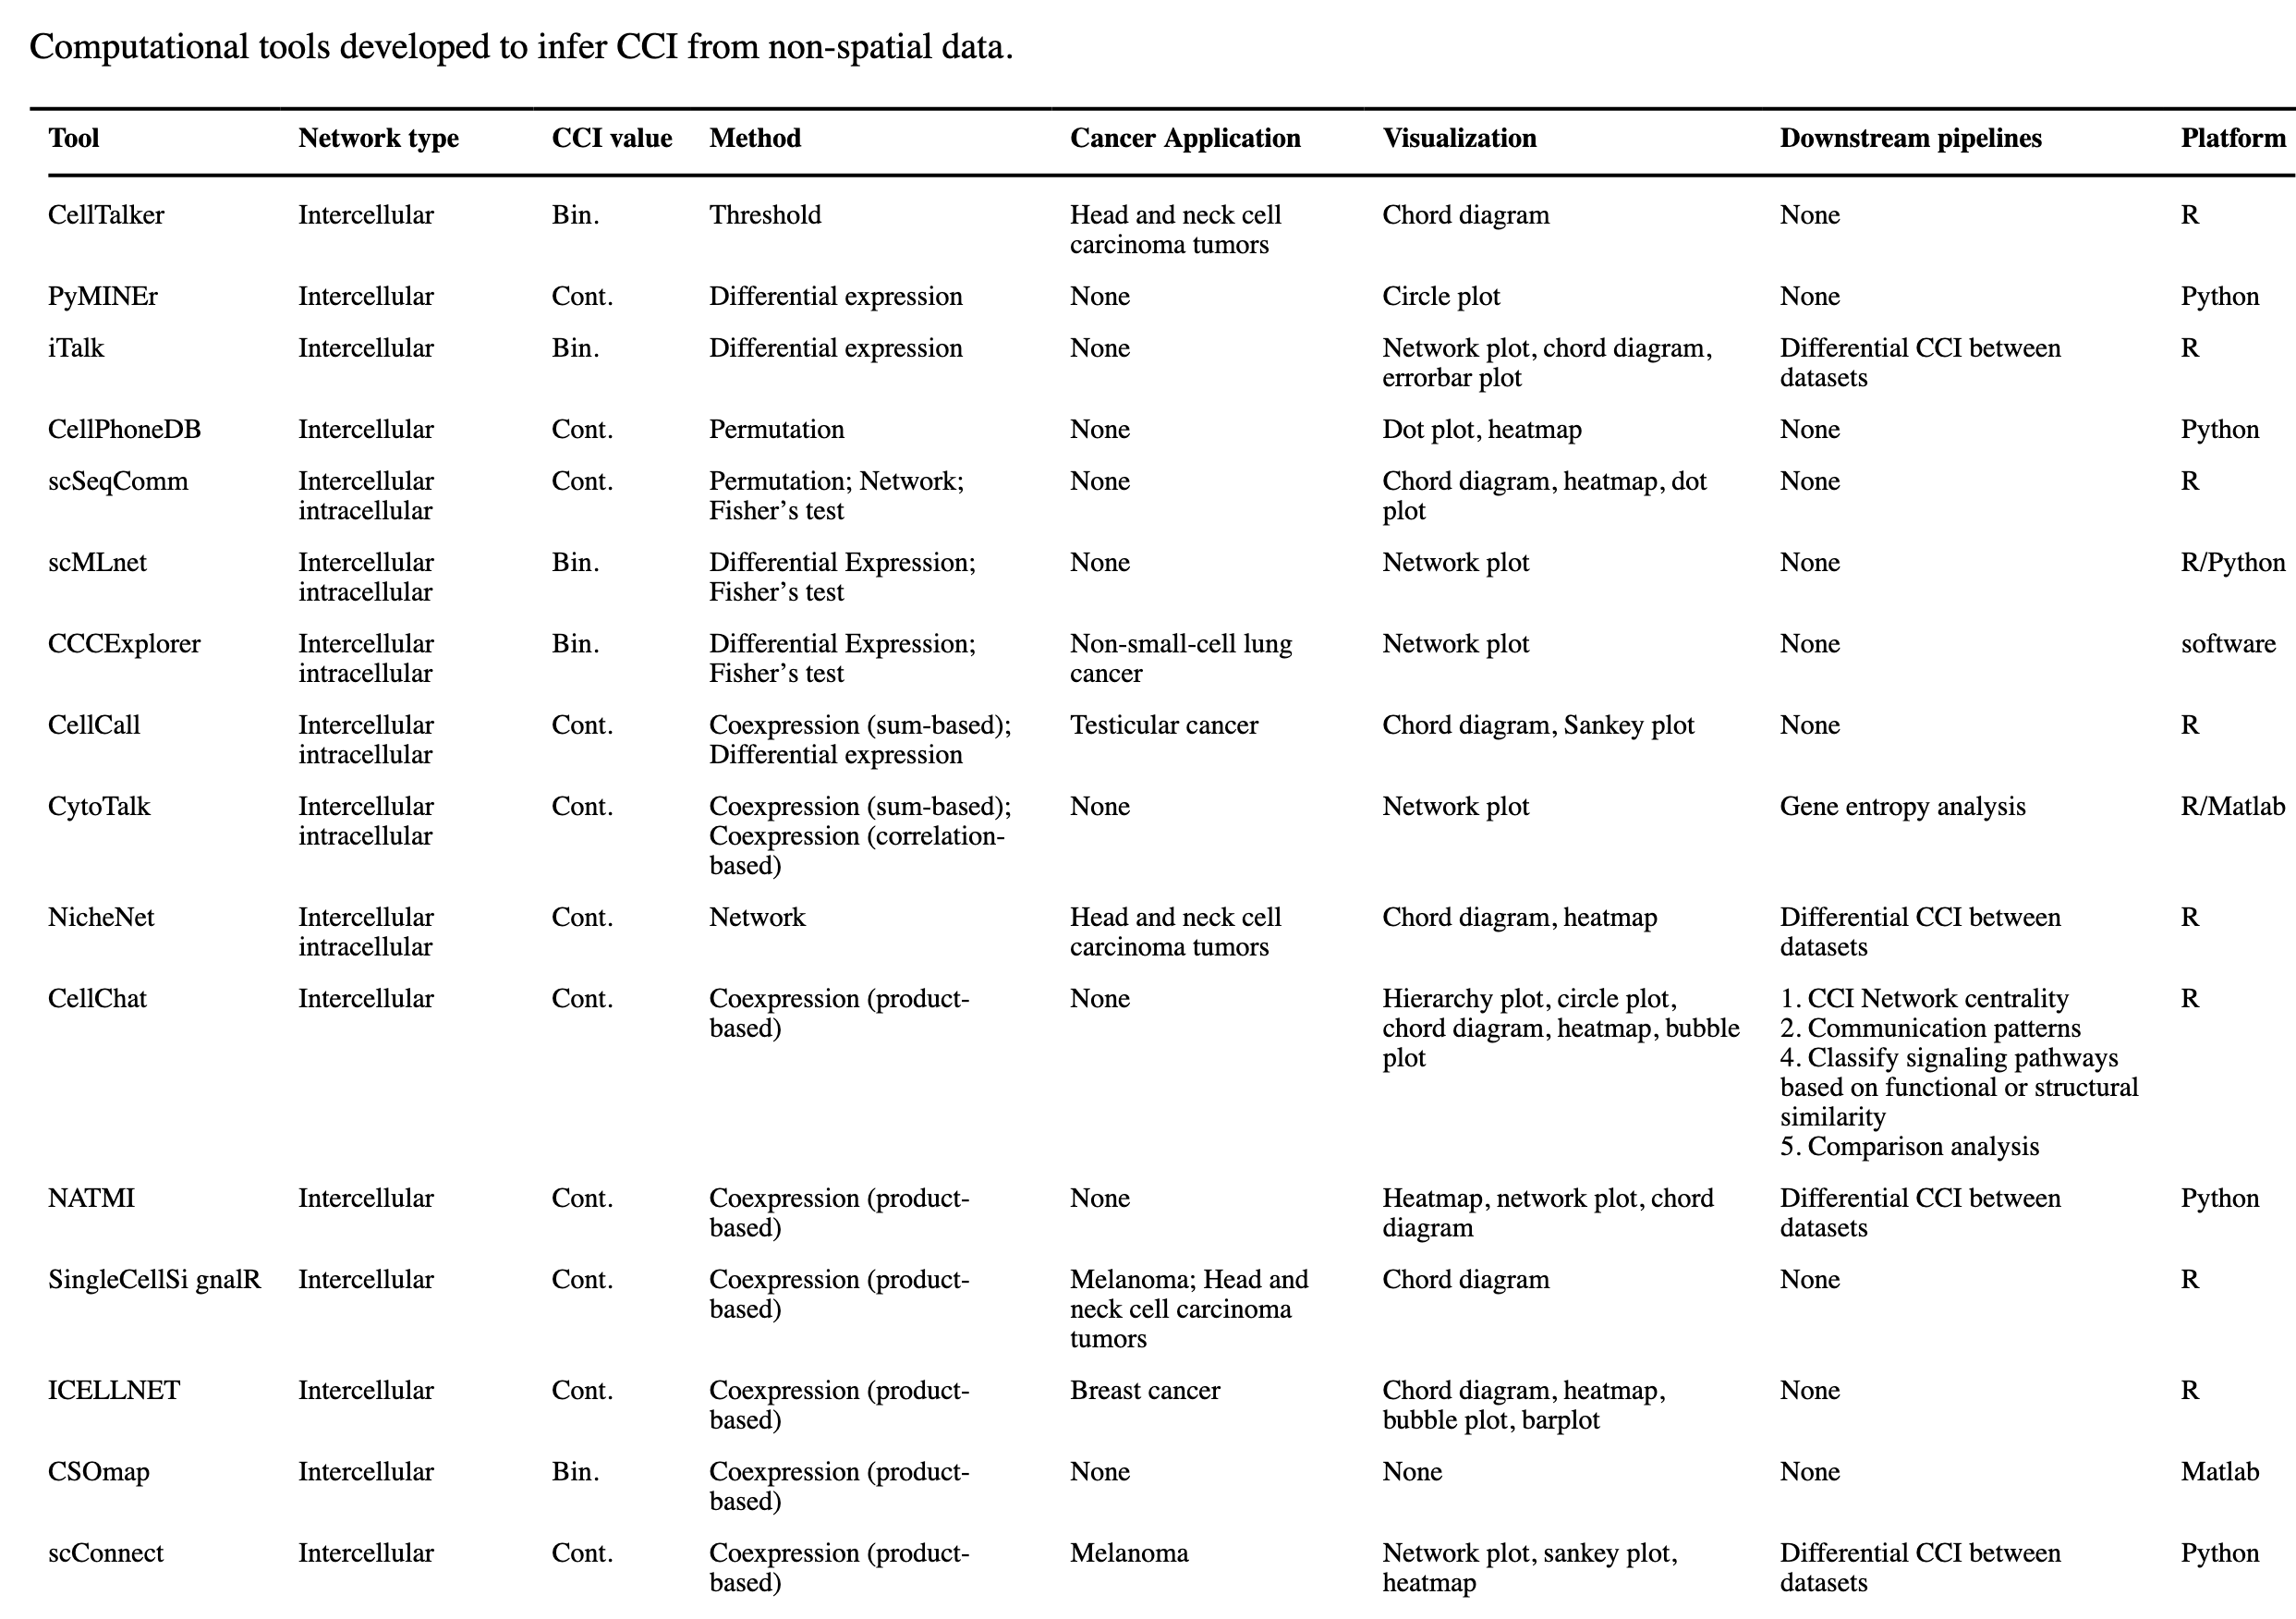 Computational tools developed to infer CCI from non-spatial data.
Tool Network type CCI value Method Cancer Application Visualization Downstream pipelines Platform
CellTalker Intercellular Bin. Threshold Head and neck cell Chord diagram None R
carcinoma tumors
PyMINEr Intercellular Cont. Differential expression None Circle plot None Python
iTalk Intercellular Bin. Differential expression None Network plot, chord diagram, Differential CCI between R
errorbar plot datasets
CellPhoneDB Intercellular Cont. Permutation None Dot plot, heatmap None Python
scSeqComm Intercellular Cont. Permutation; Network; None Chord diagram, heatmap, dot None R
intracellular Fisher’s test plot
scMLnet Intercellular Bin. Differential Expression; None Network plot None R/Python
intracellular Fisher’s test
CCCExplorer Intercellular Bin. Differential Expression; Non-small-cell lung Network plot None software
intracellular Fisher’s test cancer
CellCall Intercellular Cont. Coexpression (sum-based); Testicular cancer Chord diagram, Sankey plot None R
intracellular Differential expression
CytoTalk Intercellular Cont. Coexpression (sum-based); None Network plot Gene entropy analysis R/Matlab
intracellular Coexpression (correlation-
based)
NicheNet Intercellular Cont. Network Head and neck cell Chord diagram, heatmap Differential CCI between R
intracellular carcinoma tumors datasets
CellChat Intercellular Cont. Coexpression (product- None Hierarchy plot, circle plot, 1. CCI Network centrality R
based) chord diagram, heatmap, bubble 2. Communication patterns
plot 4. Classify signaling pathways
based on functional or structural
similarity
5. Comparison analysis
NATMI Intercellular Cont. Coexpression (product- None Heatmap, network plot, chord Differential CCI between Python
based) diagram datasets
SingleCellSi gnalR Intercellular Cont. Coexpression (product- Melanoma; Head and Chord diagram None R
based) neck cell carcinoma
tumors
ICELLNET Intercellular Cont. Coexpression (product- Breast cancer Chord diagram, heatmap, None R
based) bubble plot, barplot
CSOmap Intercellular Bin. Coexpression (product- None None None Matlab
based)
scConnect Intercellular Cont. Coexpression (product- Melanoma Network plot, sankey plot, Differential CCI between Python
based) heatmap datasets